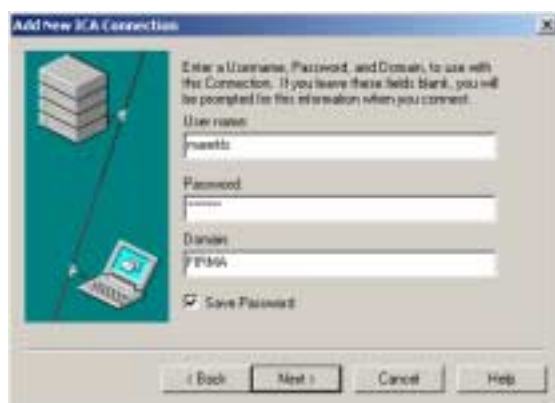 Add New ICA Connection
Enter a Username, Password, and Domain, to use with
this Connection. If you leave these fields blank, you will
be prompted for this information when you connect.
User name:
Password:
Domain:
FIRMA
Save Password
< Back
Next >
Cancel
Help